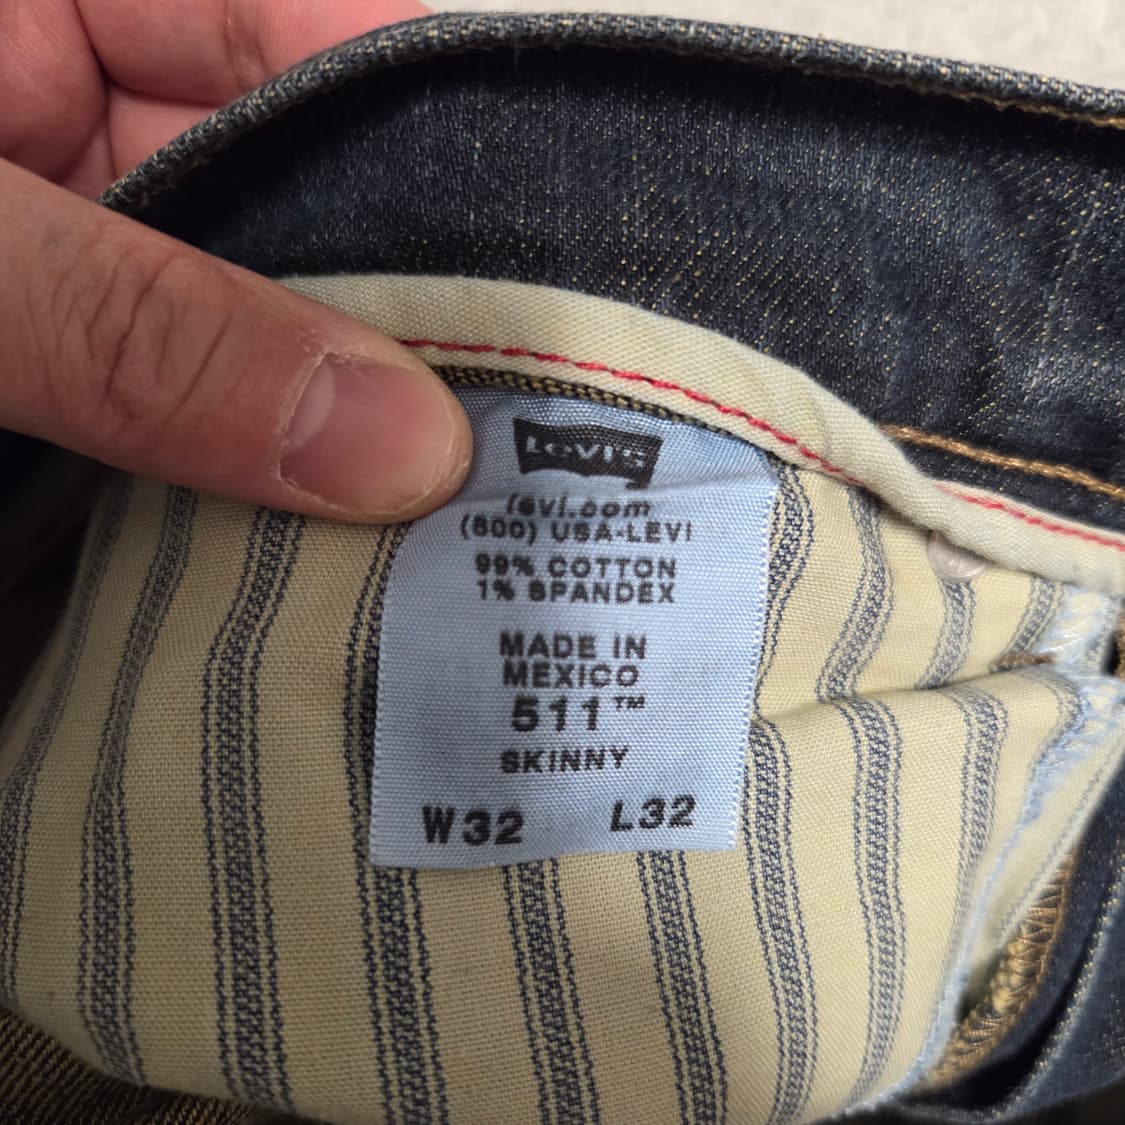 Levi's
levi.com
(800) USA-LEVI
99% COTTON
1% SPANDEX
MADE IN
MEXICO
511™
SKINNY
W32 L32